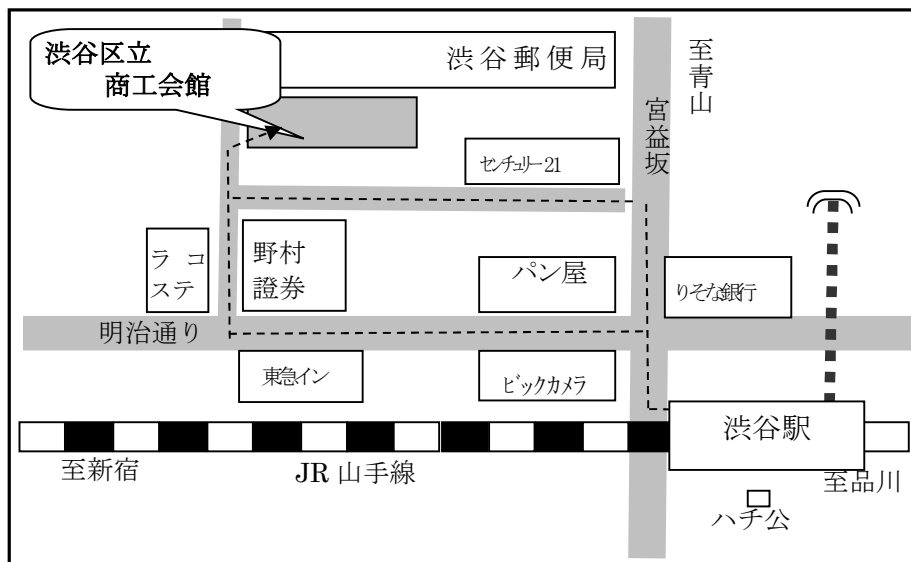 渋谷区立
商工会館
渋谷郵便局
至青山
宮益坂
センチュリー21
ラコ
ステ
野村
證券
パン屋
りそな銀行
明治通り
東急イン
ビックカメラ
渋谷駅
至新宿
JR山手線
至品川
ハチ公